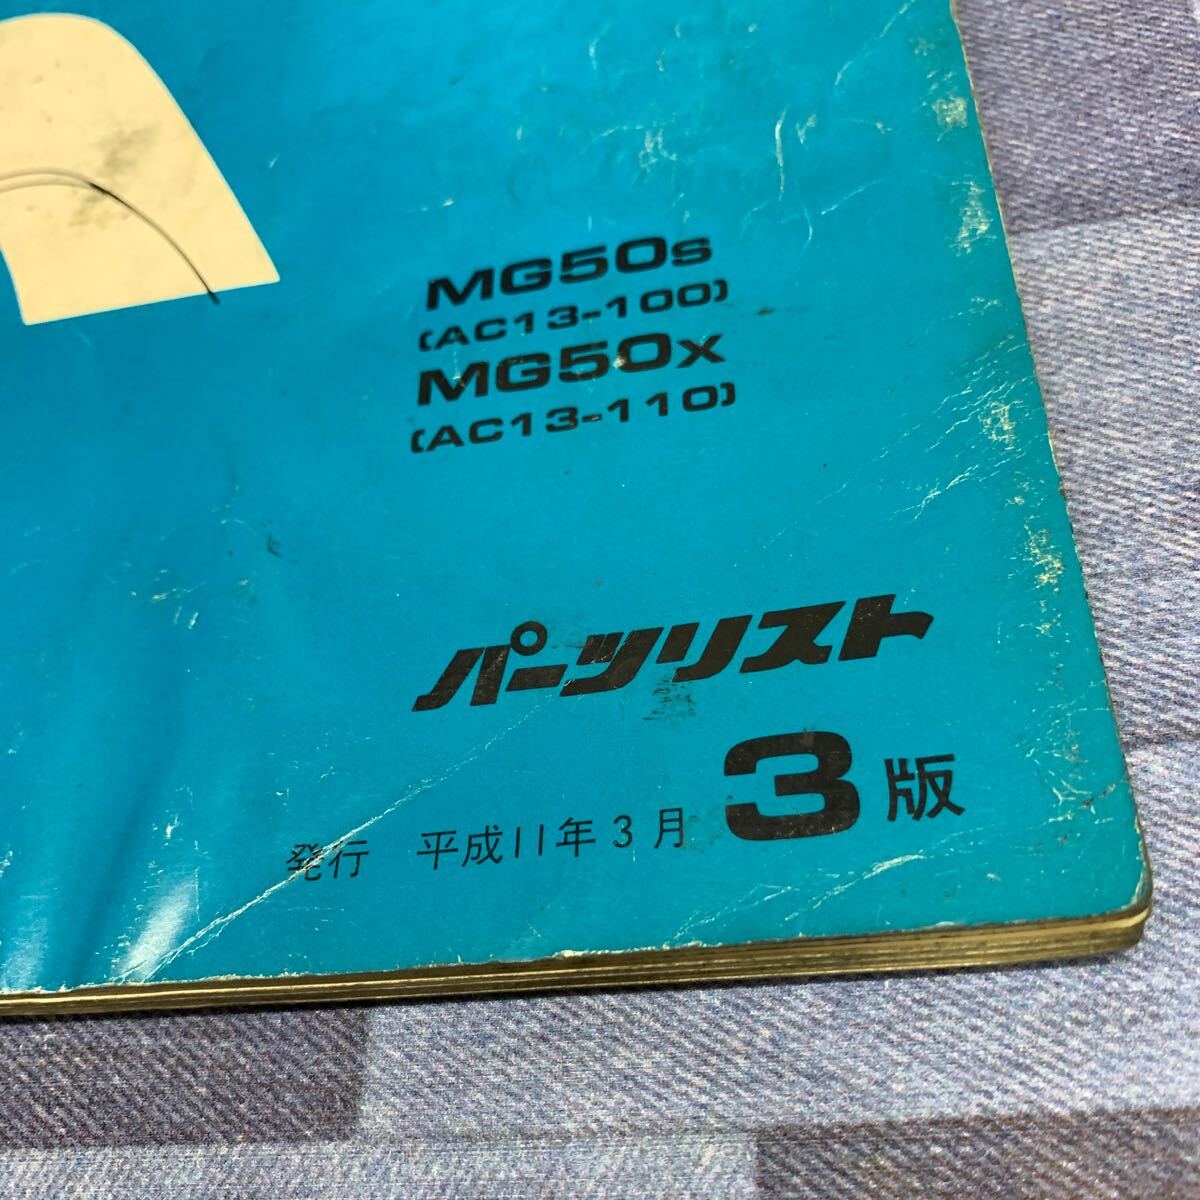 MG50s
(AC13-100)
MG50x
(AC13-110)
パーツリスト
発行 平成11年3月 3版